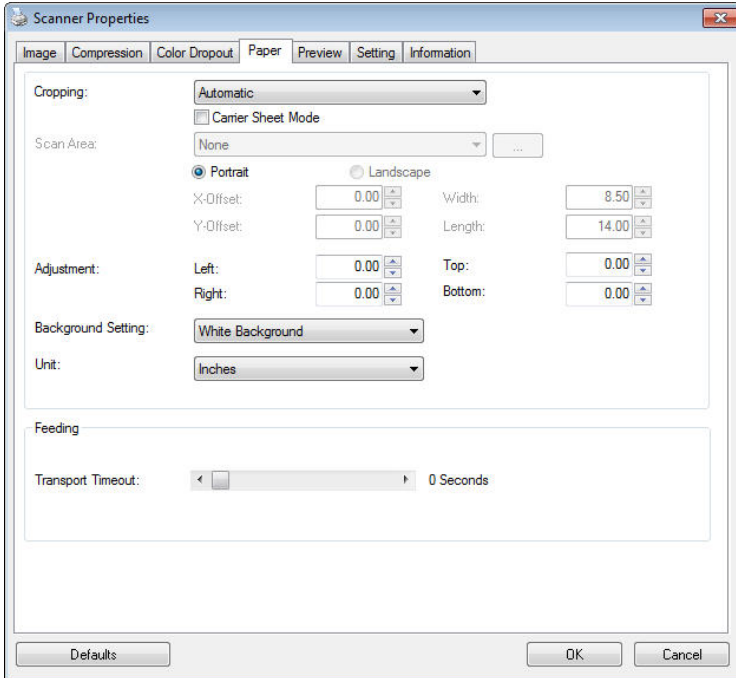 Scanner Properties
Image Compression Color Dropout Paper Preview Setting Information
Cropping: Automatic
Carrier Sheet Mode
Scan Area: None ...
Portrait Landscape
X-Offset: 0.00 Width: 8.50
Y-Offset: 0.00 Length: 14.00
Adjustment: Left: 0.00 Top: 0.00
Right: 0.00 Bottom: 0.00
Background Setting: White Background
Unit: Inches
Feeding
Transport Timeout: 0 Seconds
Defaults OK Cancel